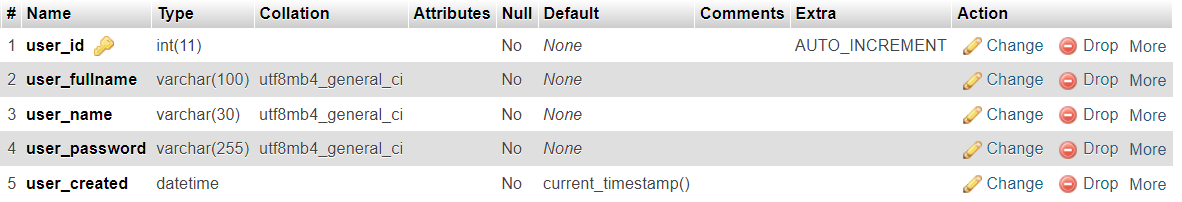 # Name Type Collation Attributes Null Default Comments Extra Action
1 user_id int(11) No None AUTO_INCREMENT Change Drop More
2 user_fullname varchar(100) utf8mb4_general_ci No None Change Drop More
3 user_name varchar(30) utf8mb4_general_ci No None Change Drop More
4 user_password varchar(255) utf8mb4_general_ci No None Change Drop More
5 user_created datetime No current_timestamp() Change Drop More